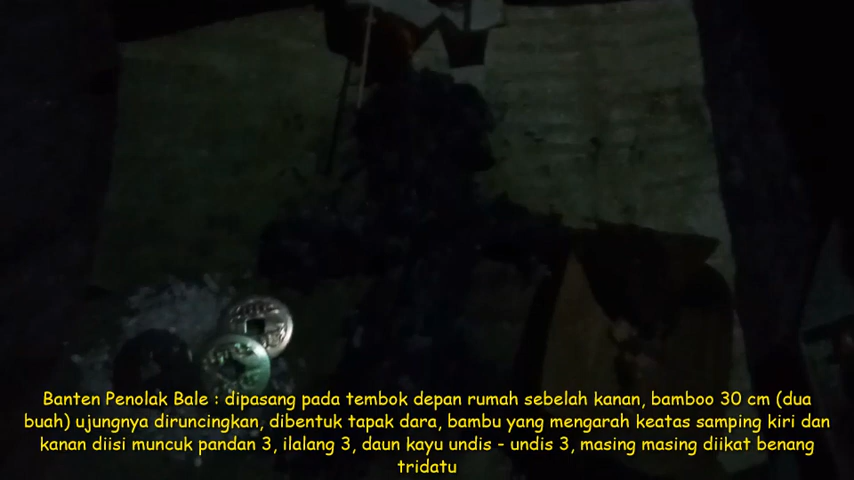 Banten Penolak Bale : dipasang pada tembok depan rumah sebelah kanan, bamboo 30 cm (dua
buah) ujungnya diruncingkan, dibentuk tapak dara, bambu yang mengarah keatas samping kiri dan
kanan diisi muncuk pandan 3, ilalang 3, daun kayu undis - undis 3, masing masing diikat benang
tridatu